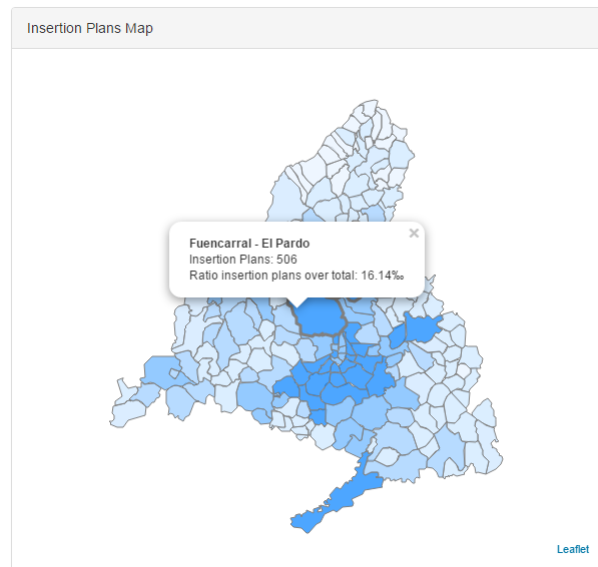 Insertion Plans Map
×
Fuencarral - El Pardo
Insertion Plans: 506
Ratio insertion plans over total: 16.14‰
Leaflet